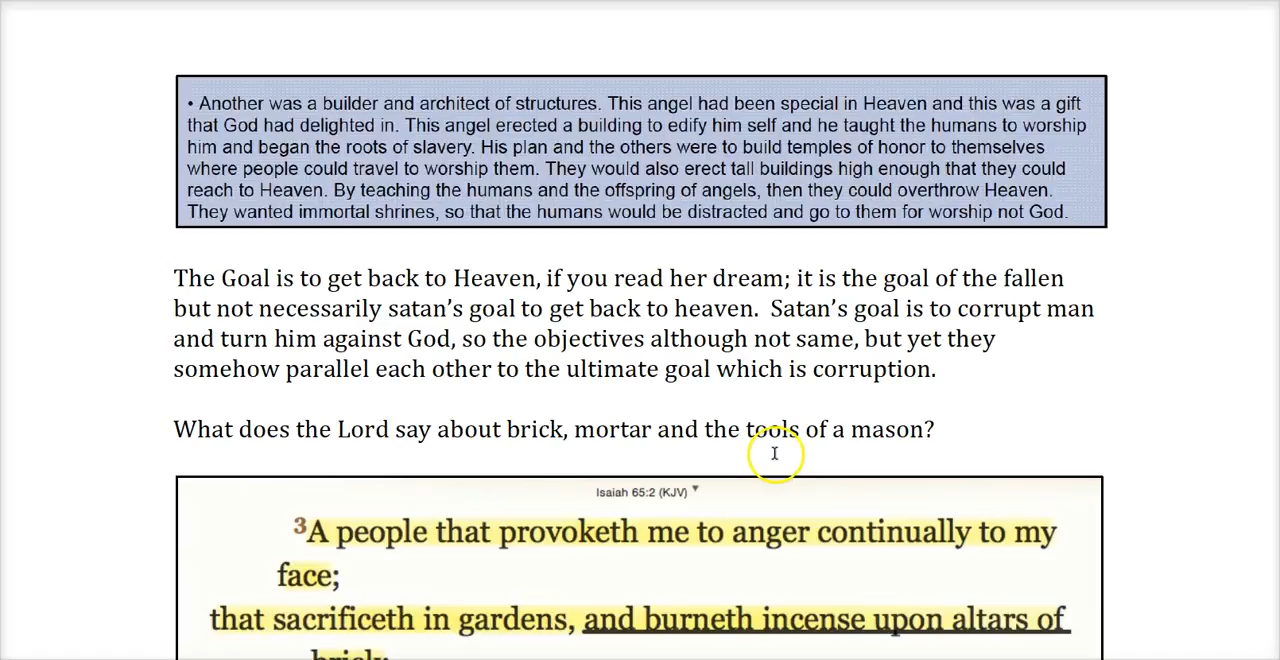 • Another was a builder and architect of structures. This angel had been special in Heaven and this was a gift
that God had delighted in. This angel erected a building to edify him self and he taught the humans to worship
him and began the roots of slavery. His plan and the others were to build temples of honor to themselves
where people could travel to worship them. They would also erect tall buildings high enough that they could
reach to Heaven. By teaching the humans and the offspring of angels, then they could overthrow Heaven.
They wanted immortal shrines, so that the humans would be distracted and go to them for worship not God.
The Goal is to get back to Heaven, if you read her dream; it is the goal of the fallen
but not necessarily satan's goal to get back to heaven.  Satan's goal is to corrupt man
and turn him against God, so the objectives although not same, but yet they
somehow parallel each other to the ultimate goal which is corruption.
What does the Lord say about brick, mortar and the tools of a mason?
Isaiah 65:2 (KJV) ▼
3A people that provoketh me to anger continually to my
face;
that sacrificeth in gardens, and burneth incense upon altars of
brick;